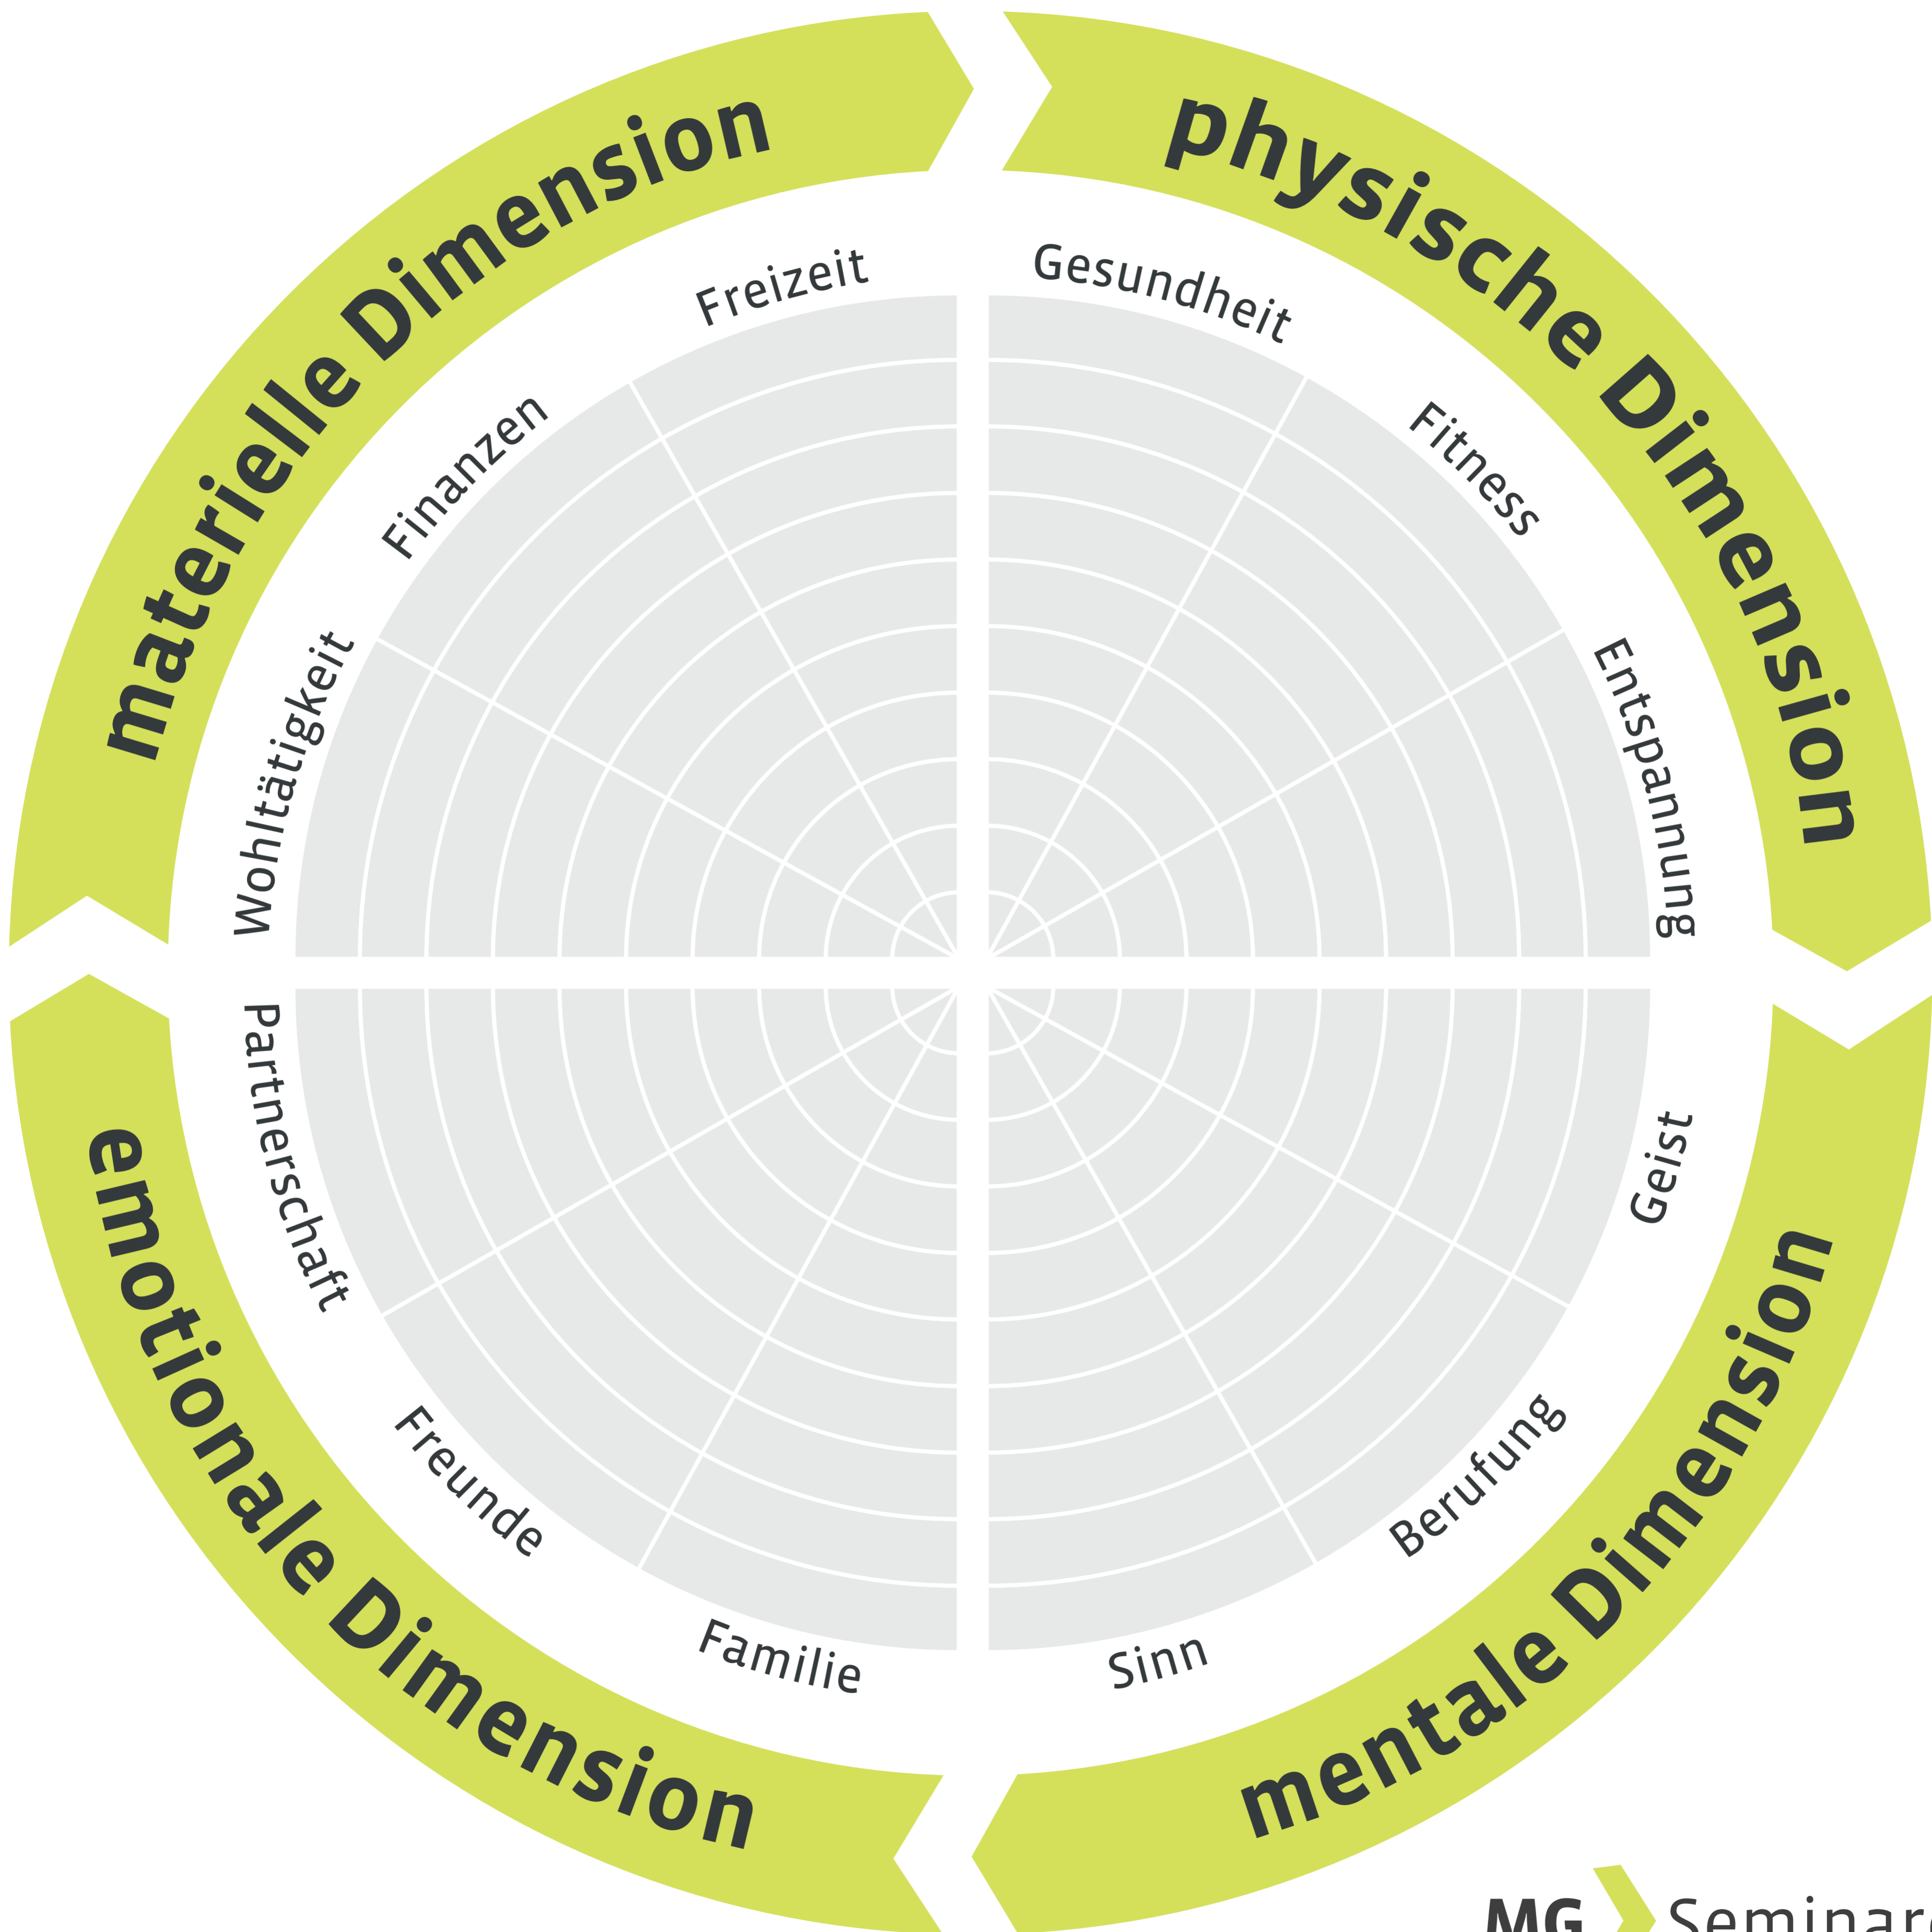 materielle Dimension
physische Dimension
Freizeit
Gesundheit
Finanzen
Fitness
Wohltätigkeit
Entspannung
Partnerschaft
Geist
Freunde
Berufung
Familie
Sinn
emotionale Dimension
mentale Dimension
MG Seminar